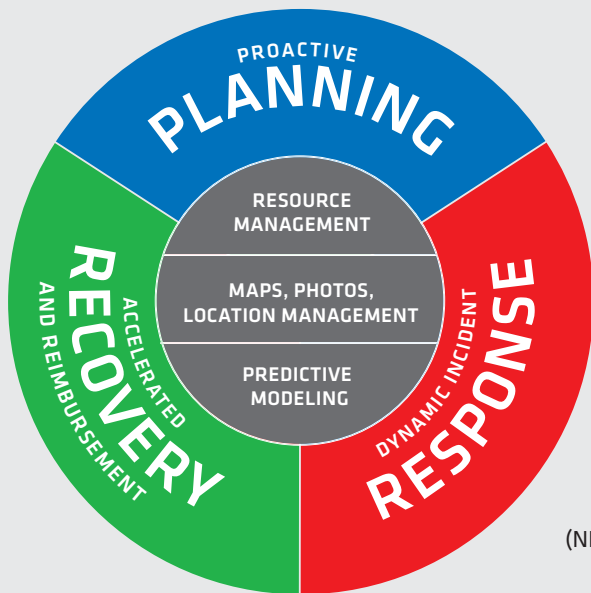 PROACTIVE
PLANNING
RESOURCE
MANAGEMENT
MAPS, PHOTOS,
LOCATION MANAGEMENT
PREDICTIVE
MODELING
DYNAMIC INCIDENT
RESPONSE
ACCELERATED
RECOVERY
AND REIMBURSEMENT